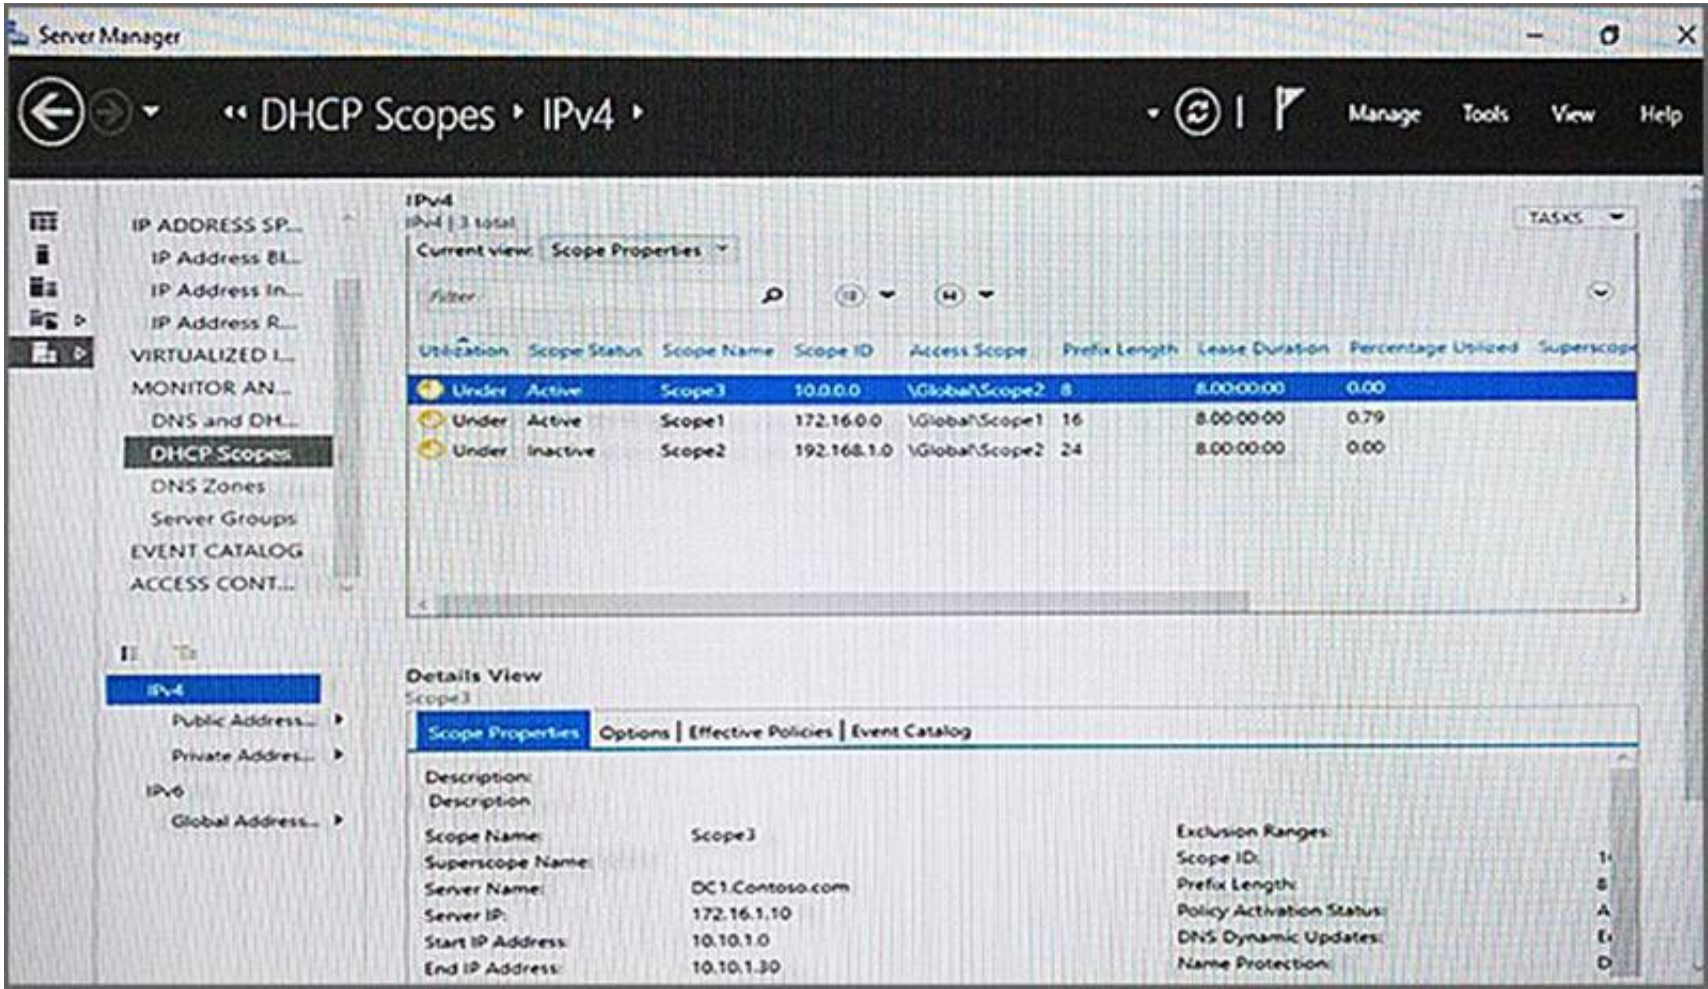 Server Manager
DHCP Scopes IPv4
Manage Tools View Help
IP ADDRESS SP...
IP Address Bl...
IP Address In...
IP Address R...
VIRTUALIZED I...
MONITOR AN...
DNS and DH...
DHCP Scopes
DNS Zones
Server Groups
EVENT CATALOG
ACCESS CONT...
IPv4
Public Address...
Private Addres...
IPv6
Global Address...
IPv4
IPv4 | 3 total
TASKS
Current view: Scope Properties
Filter
Utilization Scope Status Scope Name Scope ID Access Scope Prefix Length Lease Duration Percentage Utilized Superscope
Under Active Scope3 10.0.0.0 \Global\Scope2 8 8.00:00:00 0.00
Under Active Scope1 172.16.0.0 \Global\Scope1 16 8.00:00:00 0.79
Under Inactive Scope2 192.168.1.0 \Global\Scope2 24 8.00:00:00 0.00
Details View
Scope3
Scope Properties Options | Effective Policies | Event Catalog
Description:
Description
Scope Name: Scope3
Superscope Name:
Server Name: DC1.Contoso.com
Server IP: 172.16.1.10
Start IP Address: 10.10.1.0
End IP Address: 10.10.1.30
Exclusion Ranges:
Scope ID: 1
Prefix Length: 8
Policy Activation Status: A
DNS Dynamic Updates: E
Name Protection: D